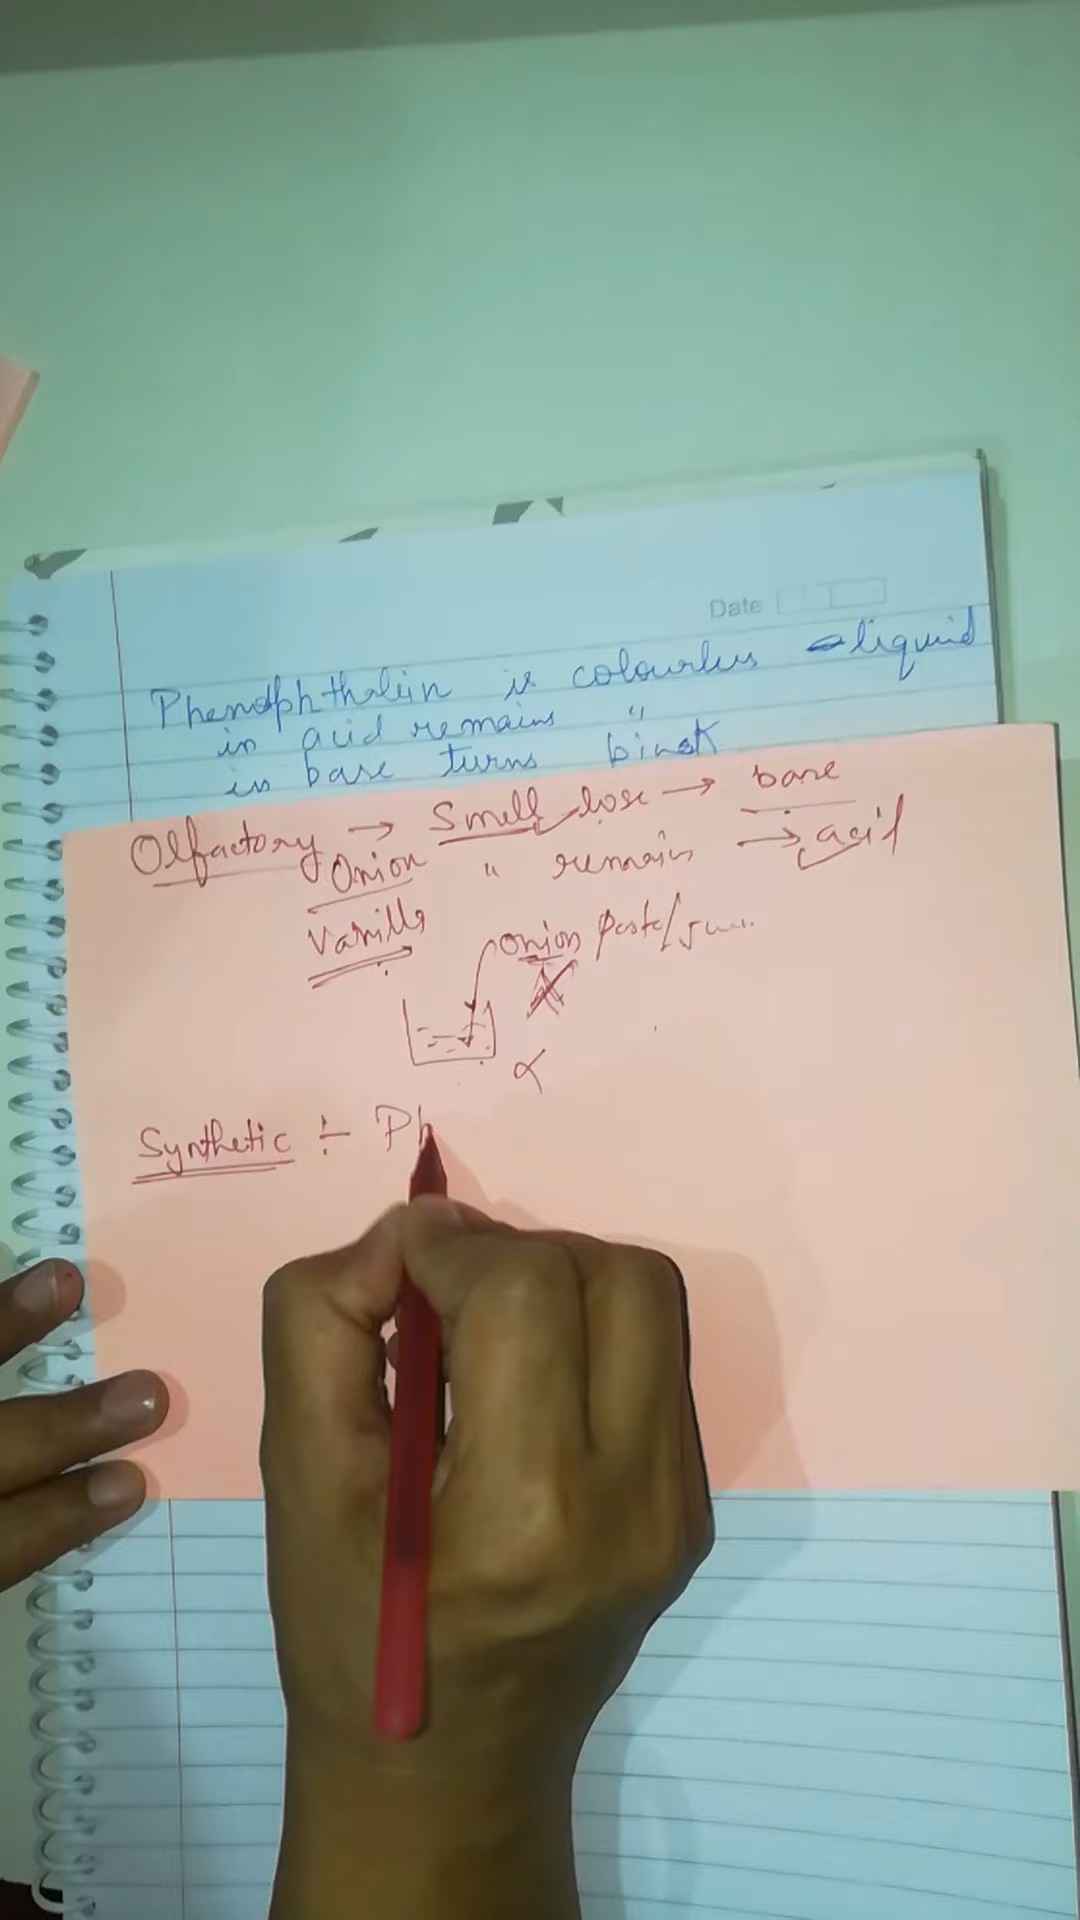 Date
Phenolphthalein is colourless liquid
in acid remains "
in base turns
Olfactory → Smell lose → base
Onion " remains → acid
Vanilla
onion paste/
Synthetic :- Ph